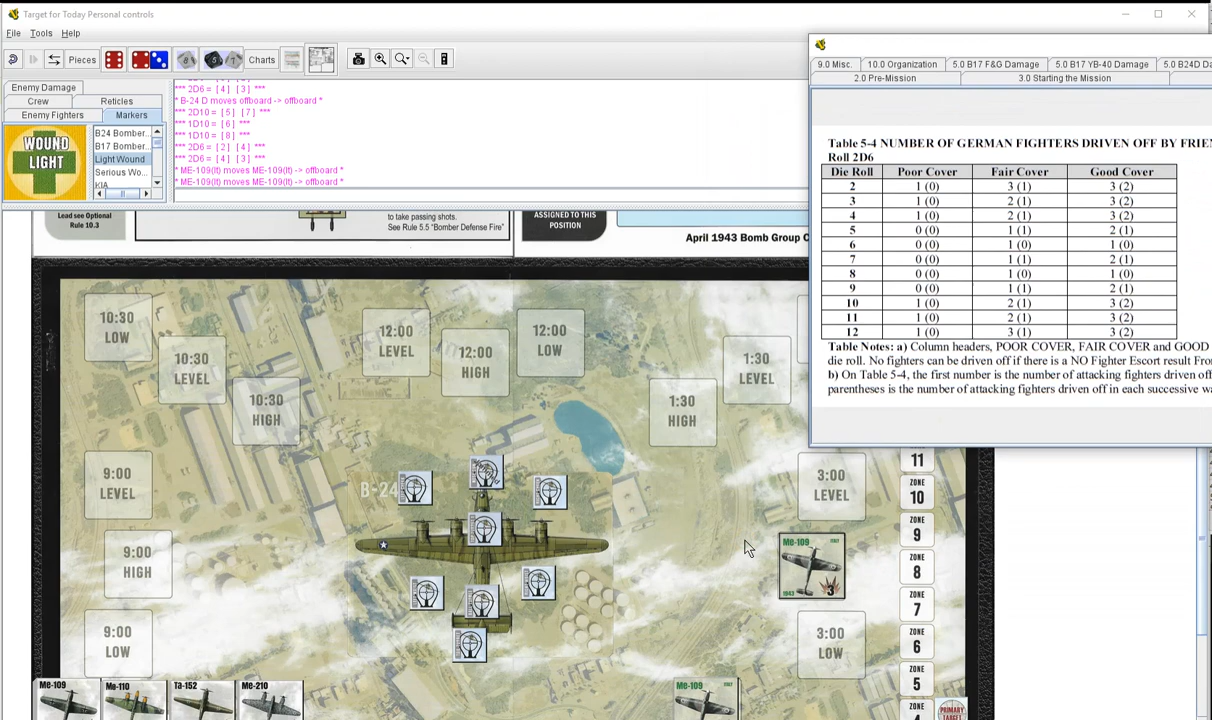 Target for Today Personal controls
File Tools Help
Pieces
Charts
Enemy Damage
Crew Reticles
Enemy Fighters Markers
WOUND
LIGHT
B24 Bomber...
B17 Bomber...
Light Wound
Serious Wo...
KIA
*** 2D6 = [4] [3] ***
* B-24 D moves offboard -> offboard *
*** 2D10 = [5] [7] ***
*** 1D10 = [6] ***
*** 1D10 = [8] ***
*** 2D6 = [2] [4] ***
*** 2D6 = [4] [3] ***
* ME-109(lt) moves ME-109(lt) -> offboard *
* ME-109(lt) moves ME-109(lt) -> offboard *
9.0 Misc. 10.0 Organization 5.0 B17 F&G Damage 5.0 B17 YB-40 Damage 5.0 B24D Da
2.0 Pre-Mission 3.0 Starting the Mission
Table 5-4 NUMBER OF GERMAN FIGHTERS DRIVEN OFF BY FRIEN
Roll 2D6
Die Roll Poor Cover Fair Cover Good Cover
2 1 (0) 3 (1) 3 (2)
3 1 (0) 2 (1) 3 (2)
4 1 (0) 2 (1) 3 (2)
5 0 (0) 1 (1) 2 (1)
6 0 (0) 1 (0) 1 (0)
7 0 (0) 1 (1) 2 (1)
8 0 (0) 1 (0) 1 (0)
9 0 (0) 1 (1) 2 (1)
10 1 (0) 2 (1) 3 (2)
11 1 (0) 2 (1) 3 (2)
12 1 (0) 3 (1) 3 (2)
Table Notes: a) Column headers, POOR COVER, FAIR COVER and GOOD
die roll. No fighters can be driven off if there is a NO Fighter Escort result Fro
b) On Table 5-4, the first number is the number of attacking fighters driven off
parentheses is the number of attacking fighters driven off in each successive wa
Lead see Optional
Rule 10.3
to take passing shots.
See Rule 5.5 "Bomber Defense Fire"
ASSIGNED TO THIS
POSITION
April 1943 Bomb Group C
10:30
LOW
10:30
LEVEL
10:30
HIGH
12:00
LEVEL
12:00
HIGH
12:00
LOW
1:30
HIGH
1:30
LEVEL
9:00
LEVEL
9:00
HIGH
9:00
LOW
B-24
3:00
LEVEL
Me-109
1943
3
3:00
LOW
11
ZONE
10
ZONE
9
ZONE
8
ZONE
7
ZONE
6
ZONE
5
ZONE
PRIMARY
TARGET
Me-109 Me-110 Ta-152 Me-210
Me-109